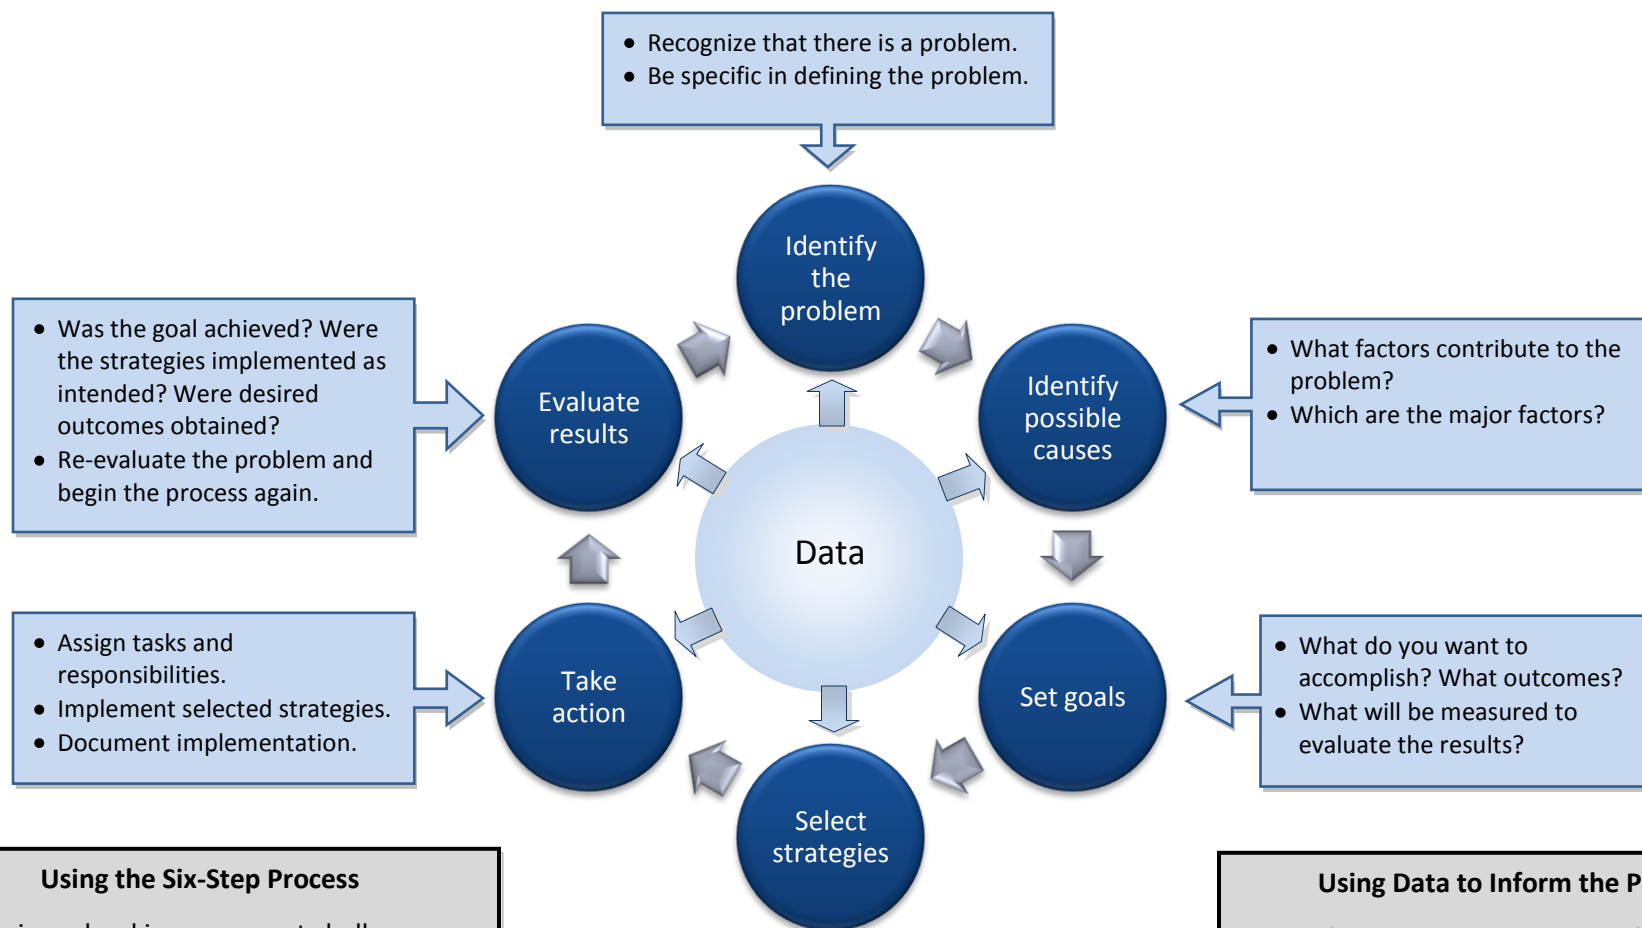 • Recognize that there is a problem.
• Be specific in defining the problem.
Identify
the
problem
• What factors contribute to the
problem?
• Which are the major factors?
Identify
possible
causes
• What do you want to
accomplish? What outcomes?
• What will be measured to
evaluate the results?
Set goals
Select
strategies
• Assign tasks and
responsibilities.
• Implement selected strategies.
• Document implementation.
Take
action
• Was the goal achieved? Were
the strategies implemented as
intended? Were desired
outcomes obtained?
• Re-evaluate the problem and
begin the process again.
Evaluate
results
Data
Using the Six-Step Process
Using Data to Inform the P